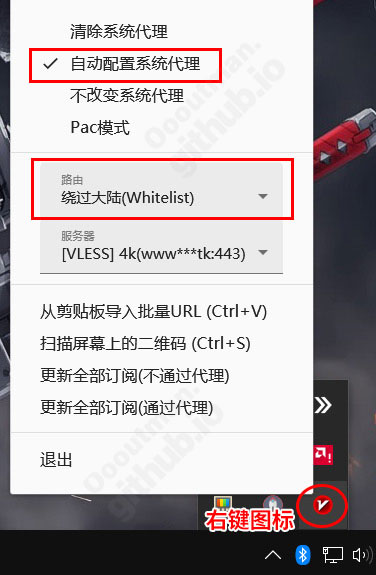 清除系统代理
自动配置系统代理
不改变系统代理
Pac模式
路由
绕过大陆(Whitelist)
服务器
[VLESS] 4k(www***tk:443)
从剪贴板导入批量URL (Ctrl+V)
扫描屏幕上的二维码 (Ctrl+S)
更新全部订阅(不通过代理)
更新全部订阅(通过代理)
退出
右键图标
Oooutman.
github.io
Oooutman.
github.io